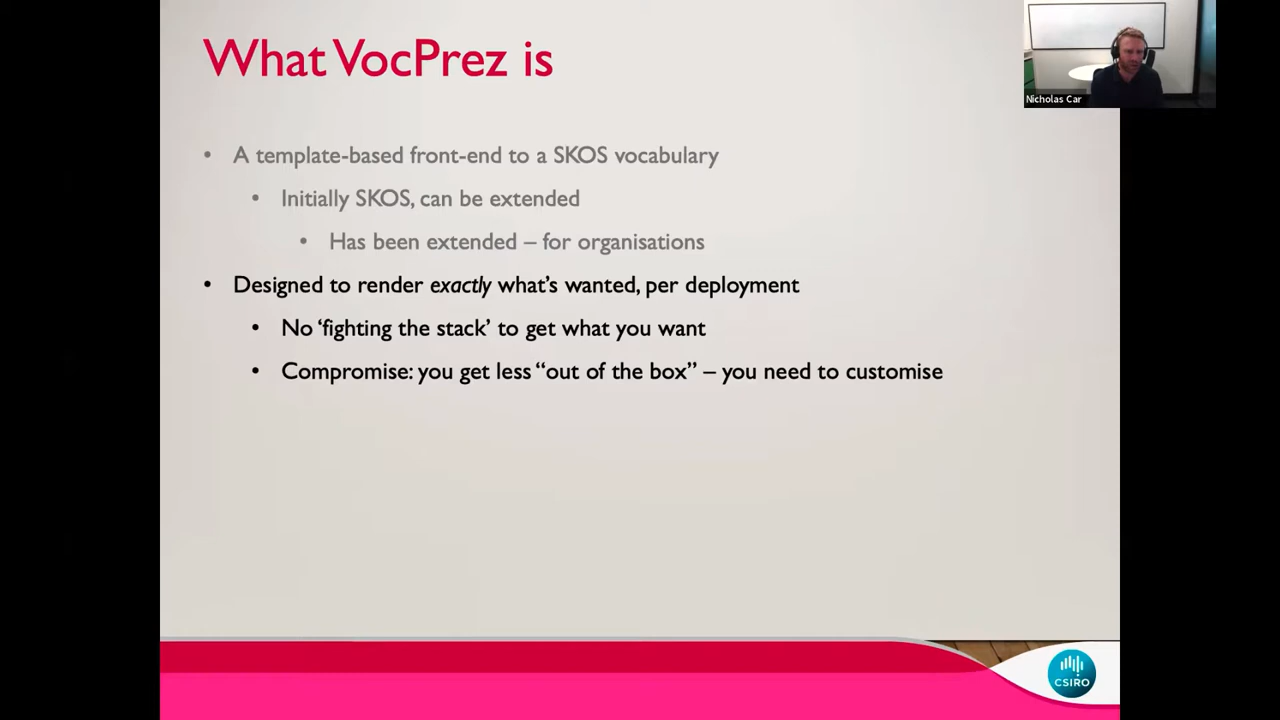 What VocPrez is
Nicholas Car
• A template-based front-end to a SKOS vocabulary
• Initially SKOS, can be extended
• Has been extended – for organisations
• Designed to render exactly what's wanted, per deployment
• No ‘fighting the stack’ to get what you want
• Compromise: you get less “out of the box” – you need to customise
CSIRO